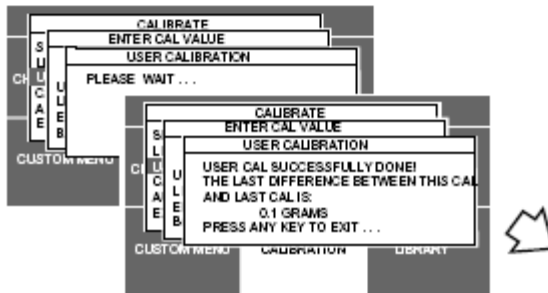 CALIBRATE
ENTER CAL VALUE
USER CALIBRATION
PLEASE WAIT . . .
CUSTOM MENU
CALIBRATE
ENTER CAL VALUE
USER CALIBRATION
USER CAL SUCCESSFULLY DONE!
THE LAST DIFFERENCE BETWEEN THIS CAL
AND LAST CAL IS:
0.1 GRAMS
PRESS ANY KEY TO EXIT . . .
CUSTOM MENU
CALIBRATION
LIBRARY